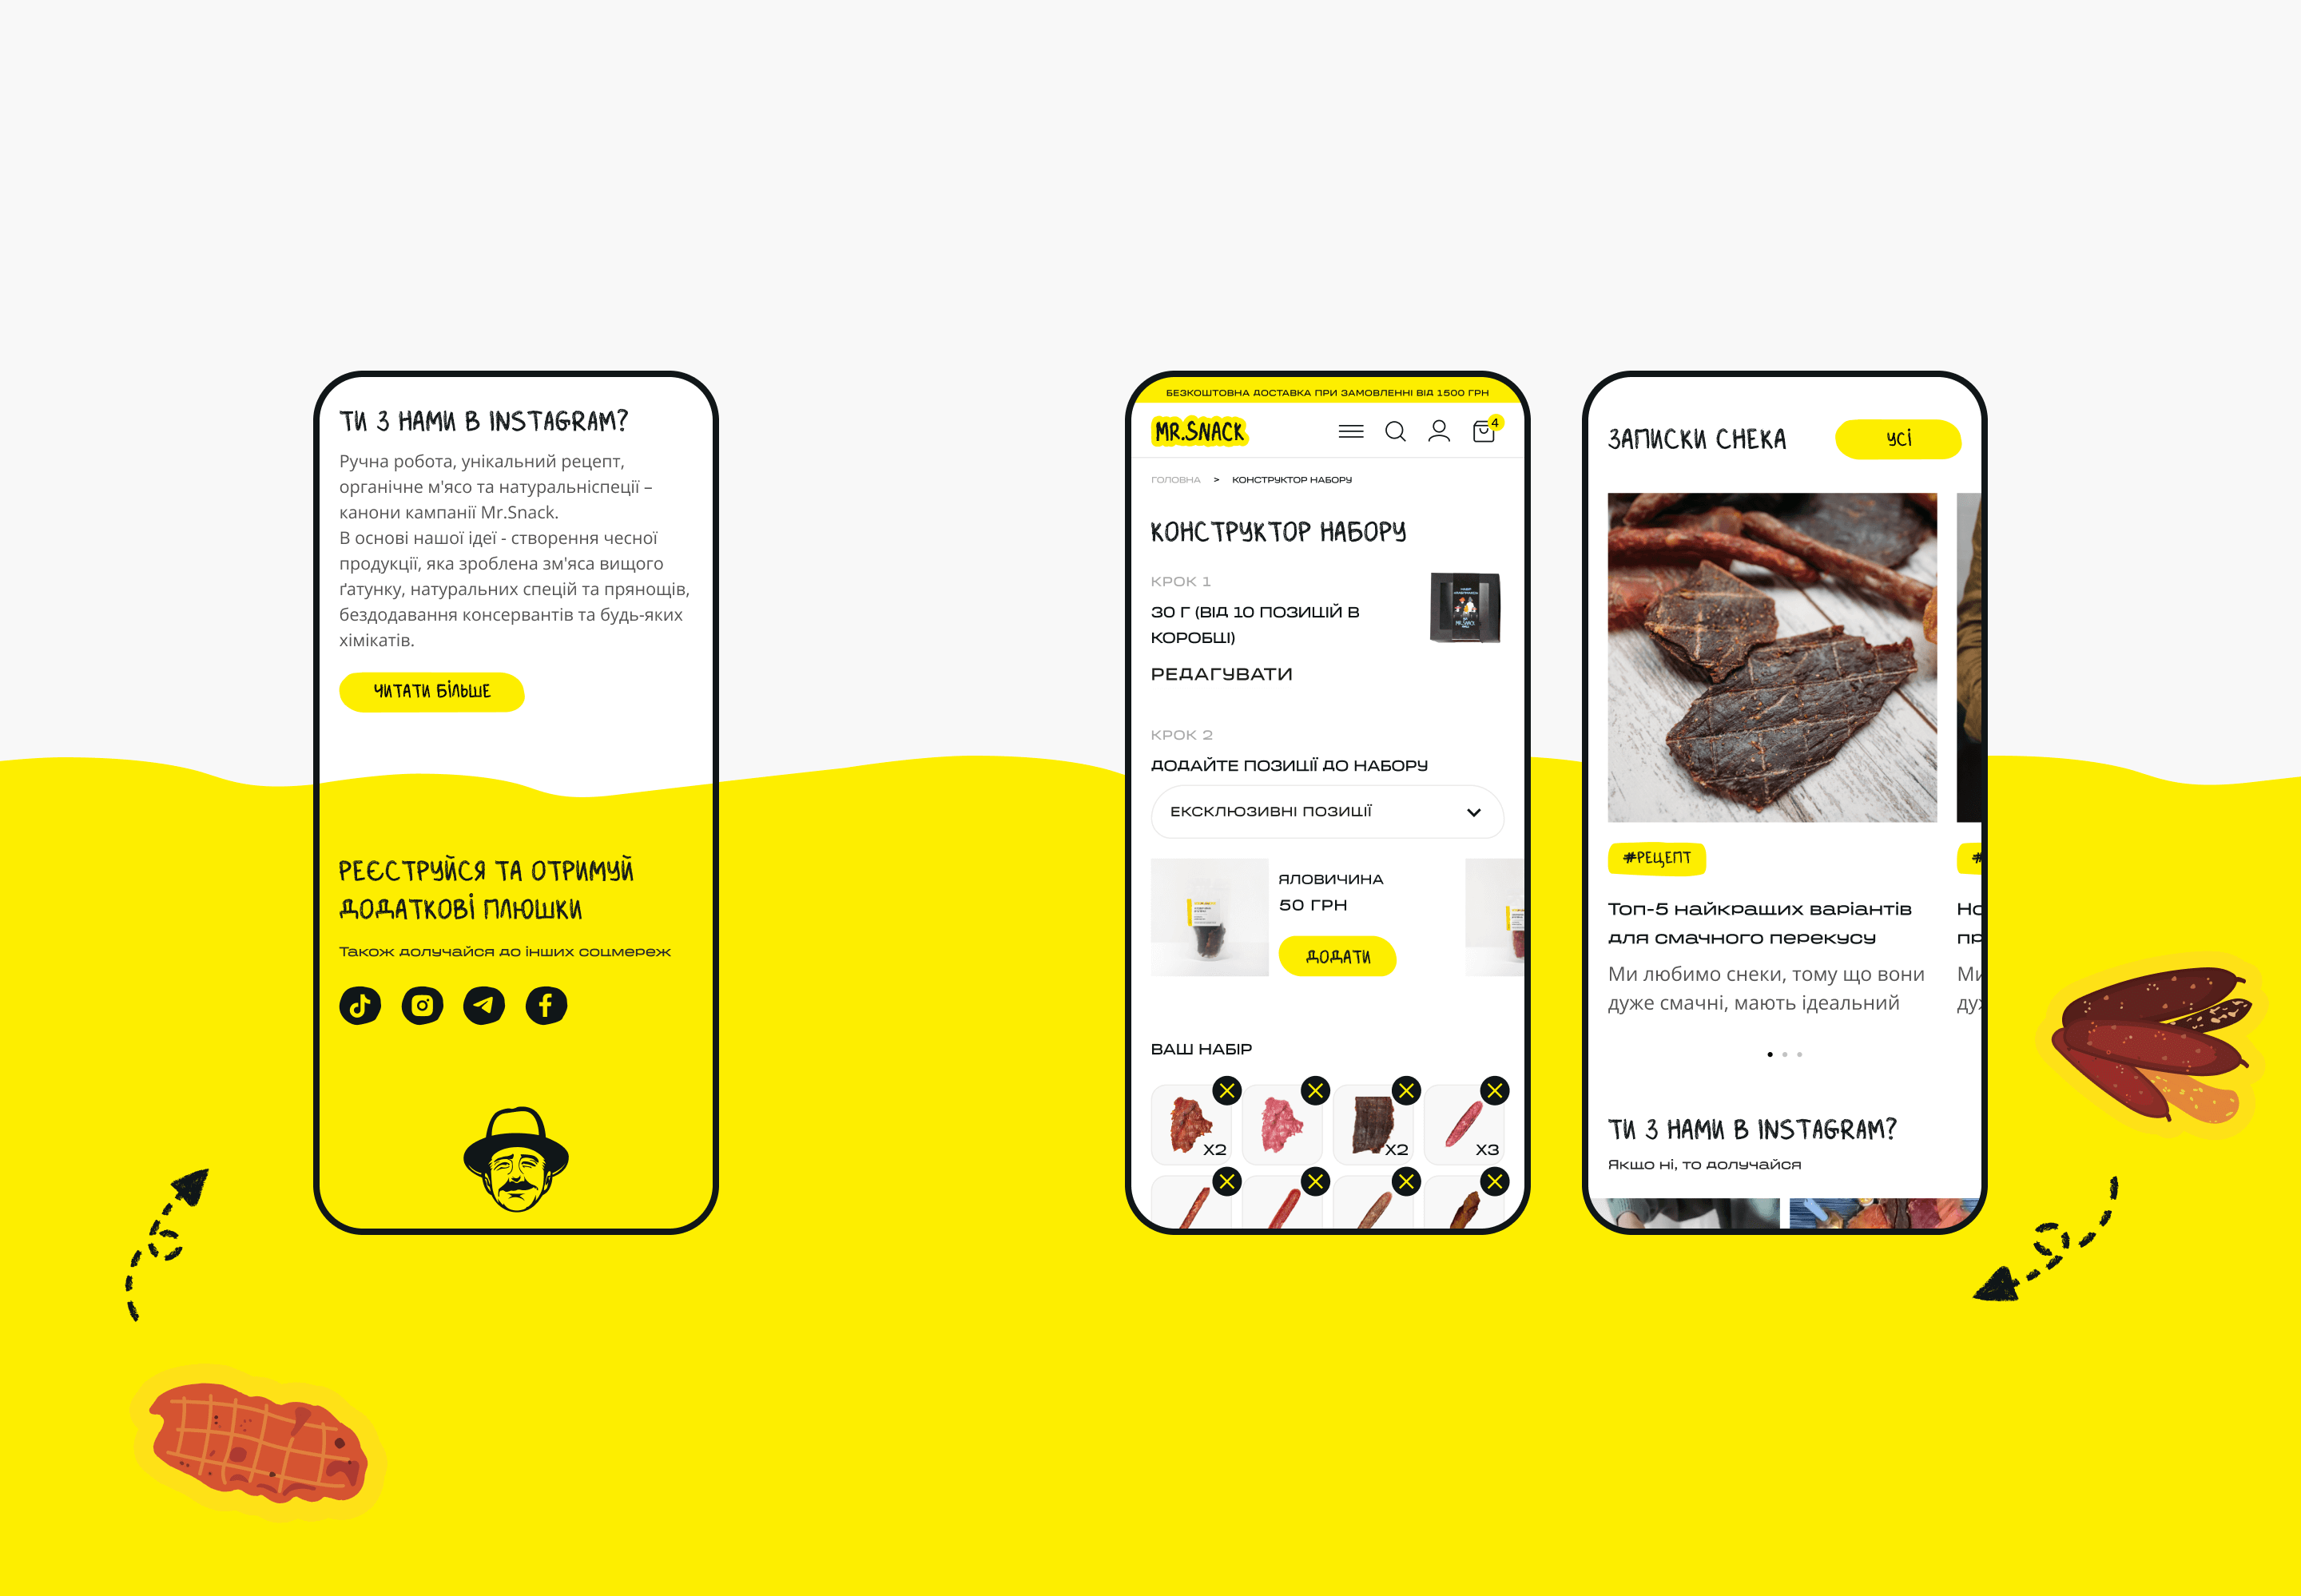 ТИ З НАМИ В INSTAGRAM?
Ручна робота, унікальний рецепт,
органічне м'ясо та натуральніспеції –
канони кампанії Mr.Snack.
В основі нашої ідеї - створення чесної
продукції, яка зроблена зм'яса вищого
ґатунку, натуральних спецій та прянощів,
бездодавання консервантів та будь-яких
хімікатів.
ЧИТАТИ БІЛЬШЕ
РЕЄСТРУЙСЯ ТА ОТРИМУЙ
ДОДАТКОВІ ПЛЮШКИ
Також долучайся до інших соцмереж
БЕЗКОШТОВНА ДОСТАВКА ПРИ ЗАМОВЛЕННІ ВІД 1500 ГРН
MR.SNACK
4
ГОЛОВНА > КОНСТРУКТОР НАБОРУ
КОНСТРУКТОР НАБОРУ
КРОК 1
30 Г (ВІД 10 ПОЗИЦІЙ В
КОРОБЦІ)
РЕДАГУВАТИ
КРОК 2
ДОДАЙТЕ ПОЗИЦІЇ ДО НАБОРУ
ЕКСКЛЮЗИВНІ ПОЗИЦІЇ
ЯЛОВИЧИНА
50 ГРН
ДОДАТИ
ВАШ НАБІР
X2
X2
X3
ЗАПИСКИ СНЕКА
УСІ
#РЕЦЕПТ
#
Топ-5 найкращих варіантів
для смачного перекусу
Но
пр
Ми любимо снеки, тому що вони
дуже смачні, мають ідеальний
Ми
ду
ТИ З НАМИ В INSTAGRAM?
Якщо ні, то долучайся